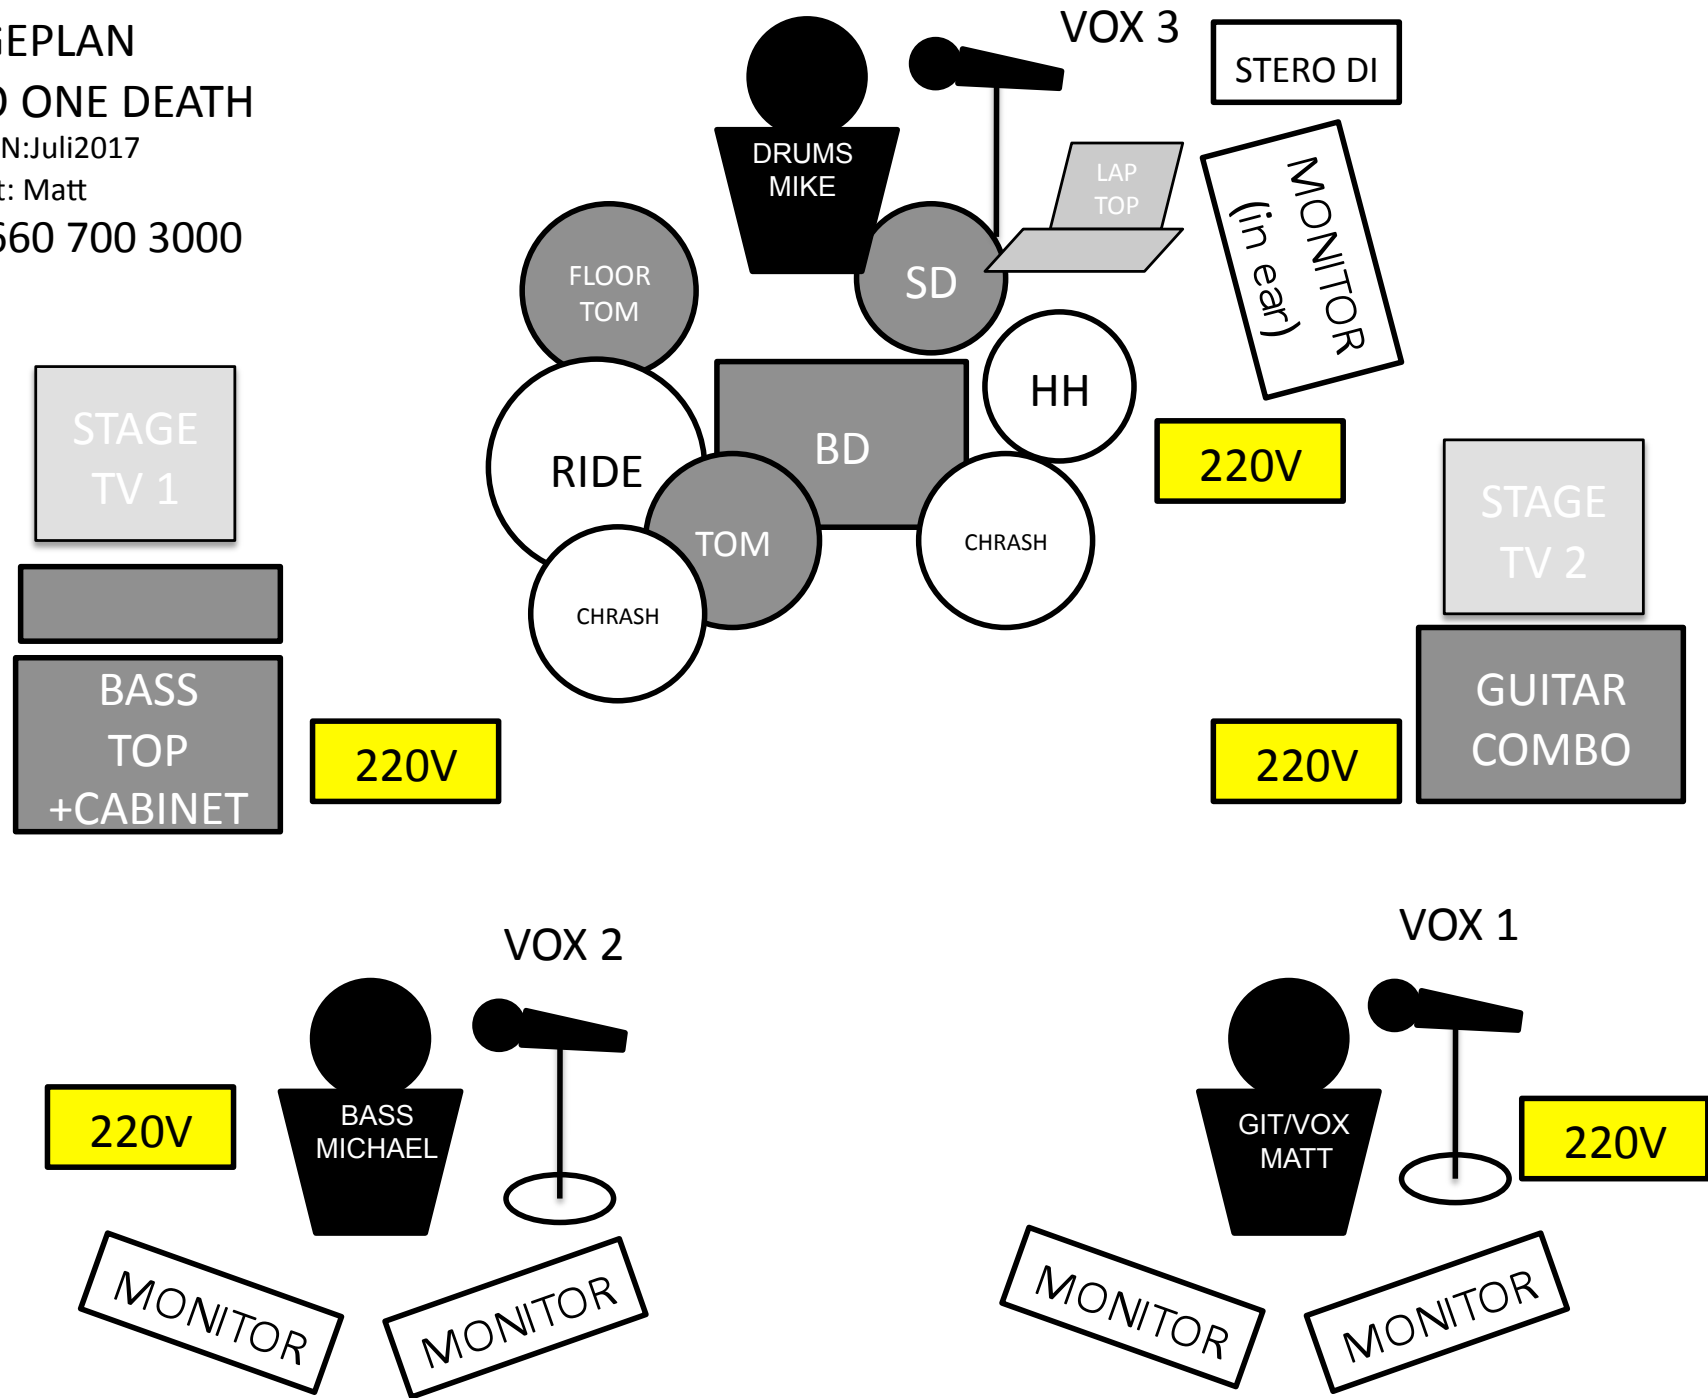 GEPLAN
O ONE DEATH
N:Juli2017
t: Matt
660 700 3000
VOX 3
STERO DI
DRUMS
MIKE
LAP
TOP
MONITOR
(in ear)
FLOOR
TOM
SD
HH
STAGE
TV 1
RIDE
BD
220V
STAGE
TV 2
TOM
CHRASH
CHRASH
BASS
TOP
+CABINET
220V
220V
GUITAR
COMBO
VOX 2
VOX 1
220V
BASS
MICHAEL
GIT/VOX
MATT
220V
MONITOR
MONITOR
MONITOR
MONITOR